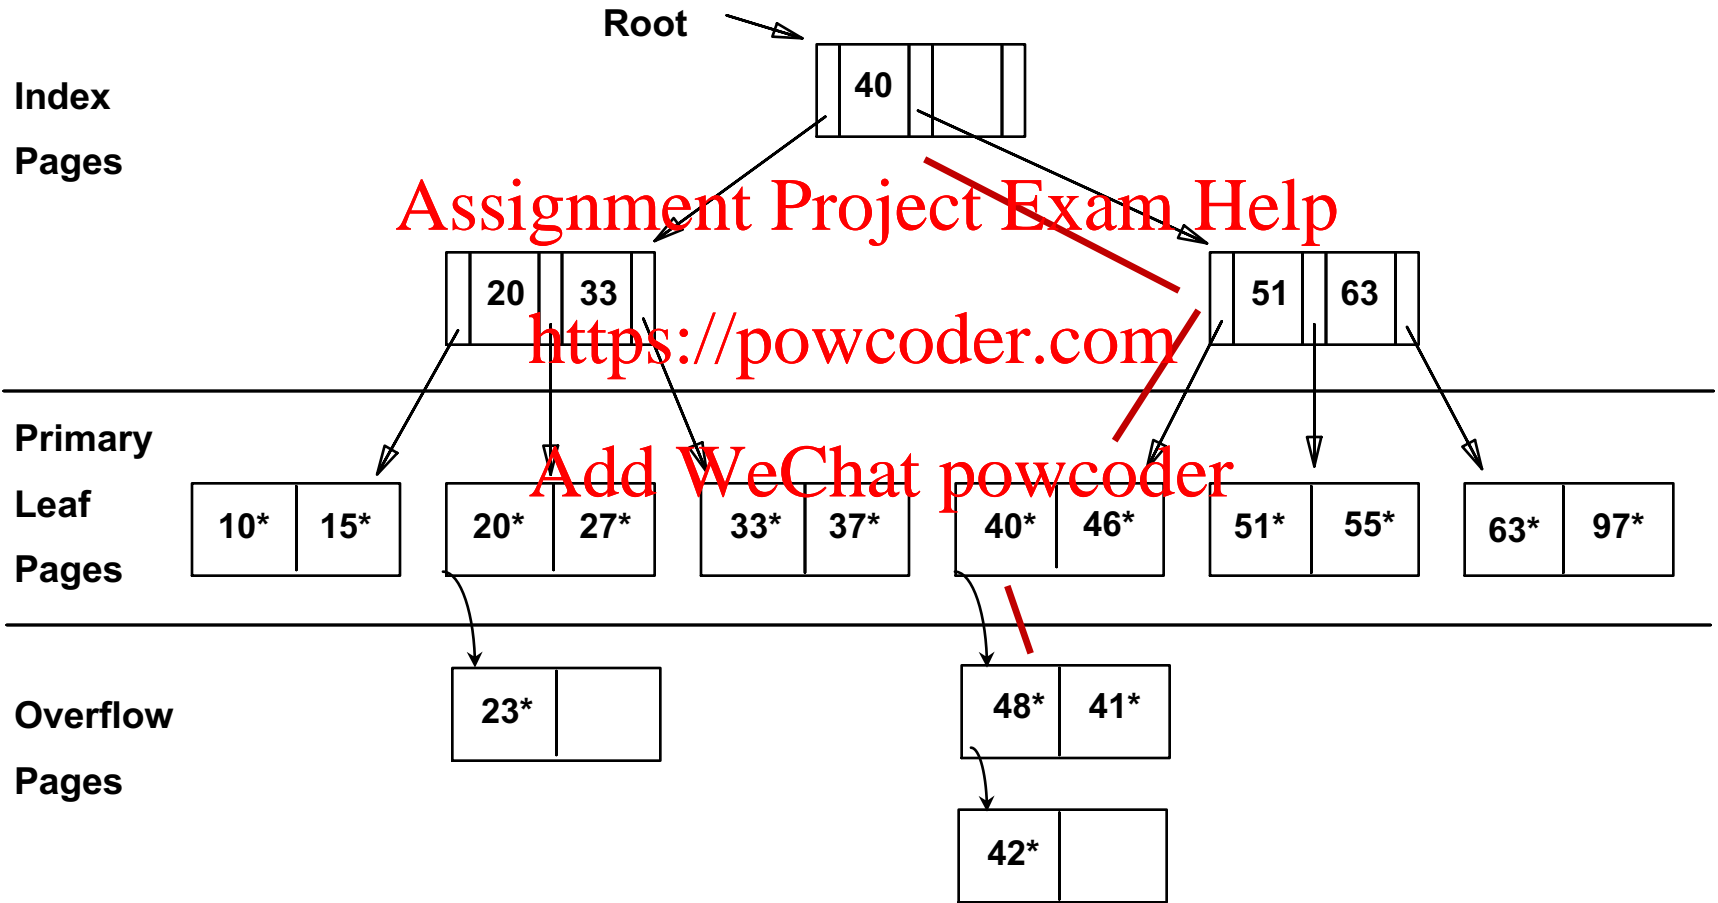 Root
40
Index
Pages
Assignment Project Exam Help
20 33 51 63
https://powcoder.com
Primary
Add WeChat powcoder
Leaf
10* 15* 20* 27* 33* 37* 40* 46* 51* 55* 63* 97*
Pages
23* 48* 41*
Overflow
Pages
42*